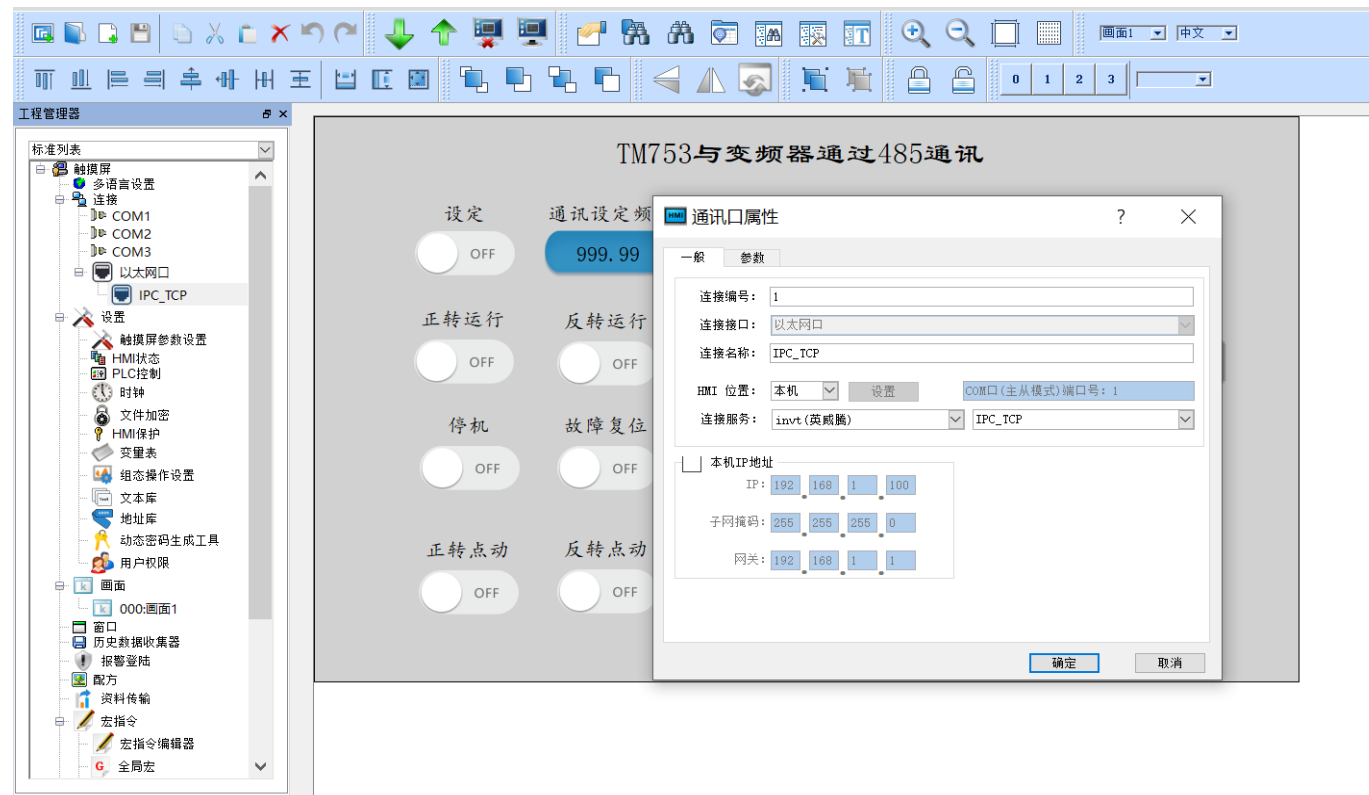 画面1 中文
0 1 2 3
工程管理器
标准列表
触摸屏
多语言设置
连接
COM1
COM2
COM3
以太网口
IPC_TCP
设置
触摸屏参数设置
HMI状态
PLC控制
时钟
文件加密
HMI保护
变量表
组态操作设置
文本库
地址库
动态密码生成工具
用户权限
画面
000:画面1
窗口
历史数据收集器
报警登陆
配方
资料传输
宏指令
宏指令编辑器
G 全局宏
TM753与变频器通过485通讯
设定 通讯设定频
OFF 999.99
正转运行 反转运行
OFF OFF
停机 故障复位
OFF OFF
正转点动 反转点动
OFF OFF
HMI 通讯口属性 ?
一般 参数
连接编号: 1
连接接口: 以太网口
连接名称: IPC_TCP
HMI 位置: 本机 设置 COM口(主从模式)端口号: 1
连接服务: invt(英威腾) IPC_TCP
本机IP地址
IP: 192 . 168 . 1 . 100
子网掩码: 255 . 255 . 255 . 0
网关: 192 . 168 . 1 . 1
确定 取消